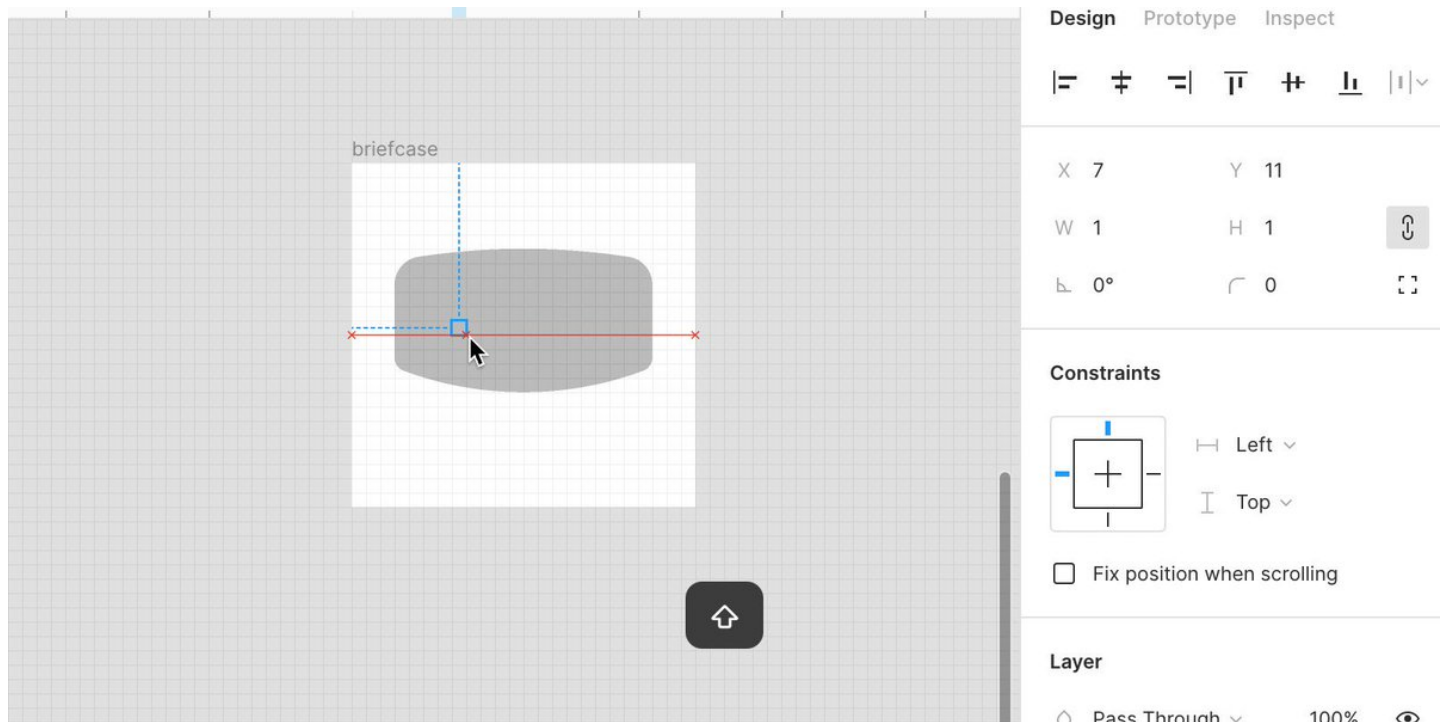 Design Prototype Inspect
briefcase
X 7 Y 11
W 1 H 1
0° 0
Constraints
Left
Top
Fix position when scrolling
Layer
Pass Through 100%